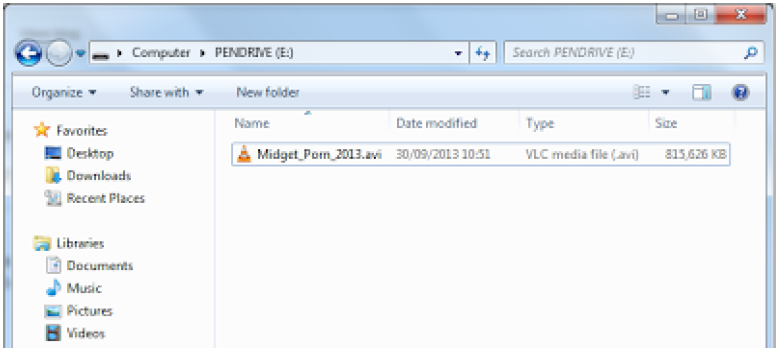 Computer PENDRIVE (E:) Search PENDRIVE (E:)
Organize Share with New folder
Name Date modified Type Size
Midget_Porn_2013.avi 30/09/2013 10:51 VLC media file (.avi) 815,626 KB
Favorites
Desktop
Downloads
Recent Places
Libraries
Documents
Music
Pictures
Videos